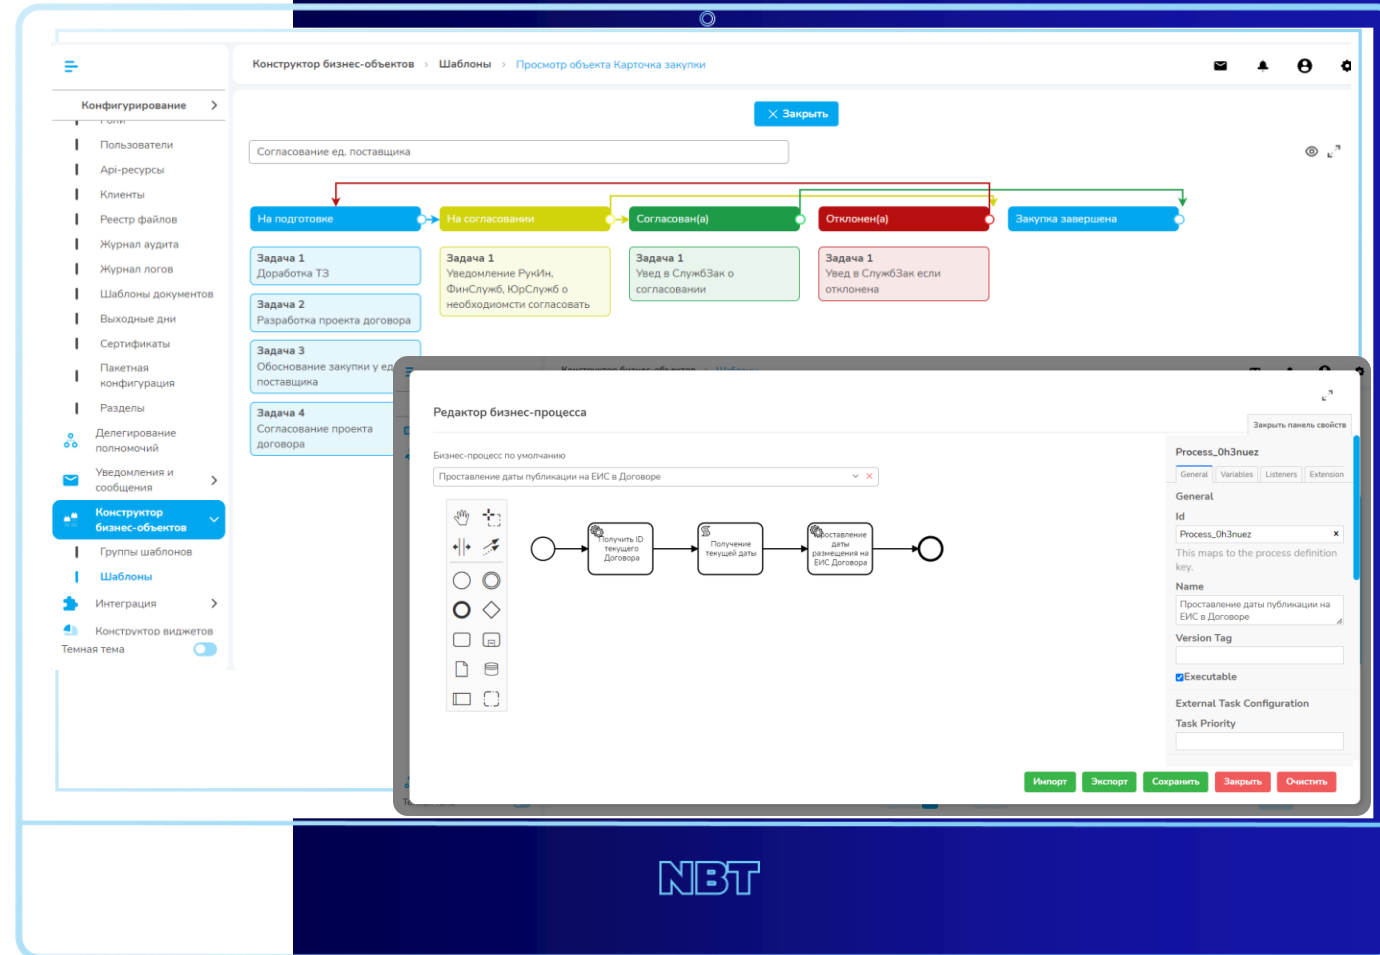 Конструктор бизнес-объектов > Шаблоны > Просмотр объекта Карточка закупки
Конфигурирование
Роли
Пользователи
Api-ресурсы
Клиенты
Реестр файлов
Журнал аудита
Журнал логов
Шаблоны документов
Выходные дни
Сертификаты
Пакетная
конфигурация
Разделы
Делегирование
полномочий
Уведомления и
сообщения
Конструктор
бизнес-объектов
Группы шаблонов
Шаблоны
Интеграция
Конструктор виджетов
Темная тема
Закрыть
Согласование ед. поставщика
На подготовке
На согласовании
Согласован(а)
Отклонен(а)
Закупка завершена
Задача 1
Доработка ТЗ
Задача 2
Разработка проекта договора
Задача 3
Обоснование закупки у ед
поставщика
Задача 4
Согласование проекта
договора
Задача 1
Уведомление РукИн,
ФинСлужб, ЮрСлужб о
необходиомсти согласовать
Задача 1
Увед в СлужбЗак о
согласовании
Задача 1
Увед в СлужбЗак если
отклонена
Редактор бизнес-процесса
Закрыть панель свойств
Бизнес-процесс по умолчанию
Проставление даты публикации на ЕИС в Договоре
Получить ID
текущего
Договора
Получение
текущей даты
Проставление
даты
размещения на
ЕИС Договора
Process_0h3nuez
General
Variables
Listeners
Extension
General
Id
Process_0h3nuez
This maps to the process definition
key.
Name
Проставление даты публикации на
ЕИС в Договоре
Version Tag
Executable
External Task Configuration
Task Priority
Импорт
Экспорт
Сохранить
Закрыть
Очистить
NBT